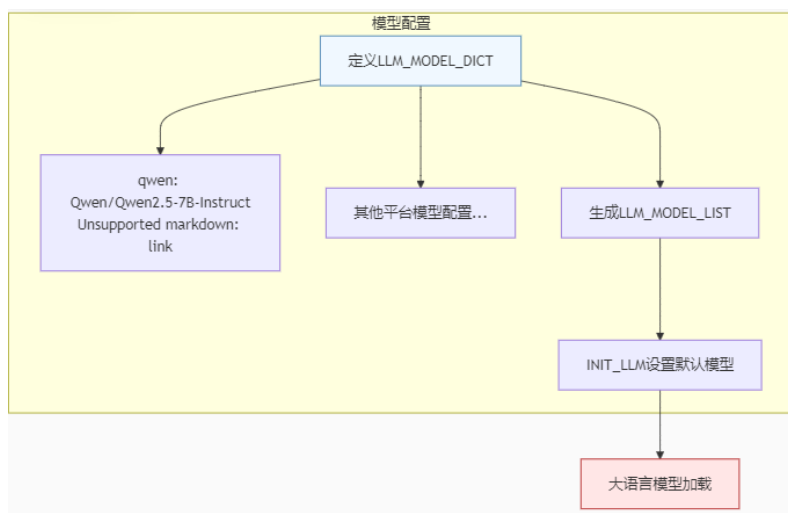 模型配置
定义LLM_MODEL_DICT
qwen:
Qwen/Qwen2.5-7B-Instruct
Unsupported markdown:
link
其他平台模型配置...
生成LLM_MODEL_LIST
INIT_LLM设置默认模型
大语言模型加载